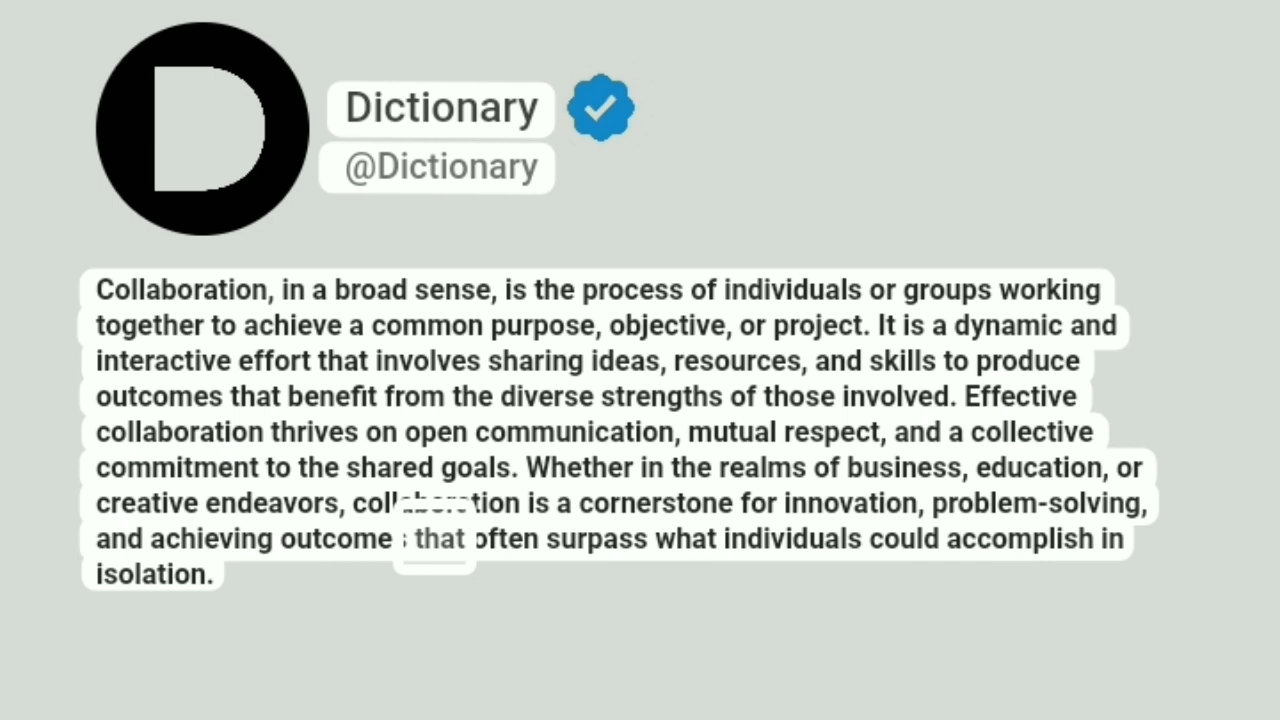 D
Dictionary
@Dictionary
Collaboration, in a broad sense, is the process of individuals or groups working
together to achieve a common purpose, objective, or project. It is a dynamic and
interactive effort that involves sharing ideas, resources, and skills to produce
outcomes that benefit from the diverse strengths of those involved. Effective
collaboration thrives on open communication, mutual respect, and a collective
commitment to the shared goals. Whether in the realms of business, education, or
creative endeavors, collaboration is a cornerstone for innovation, problem-solving,
and achieving outcomes that often surpass what individuals could accomplish in
isolation.